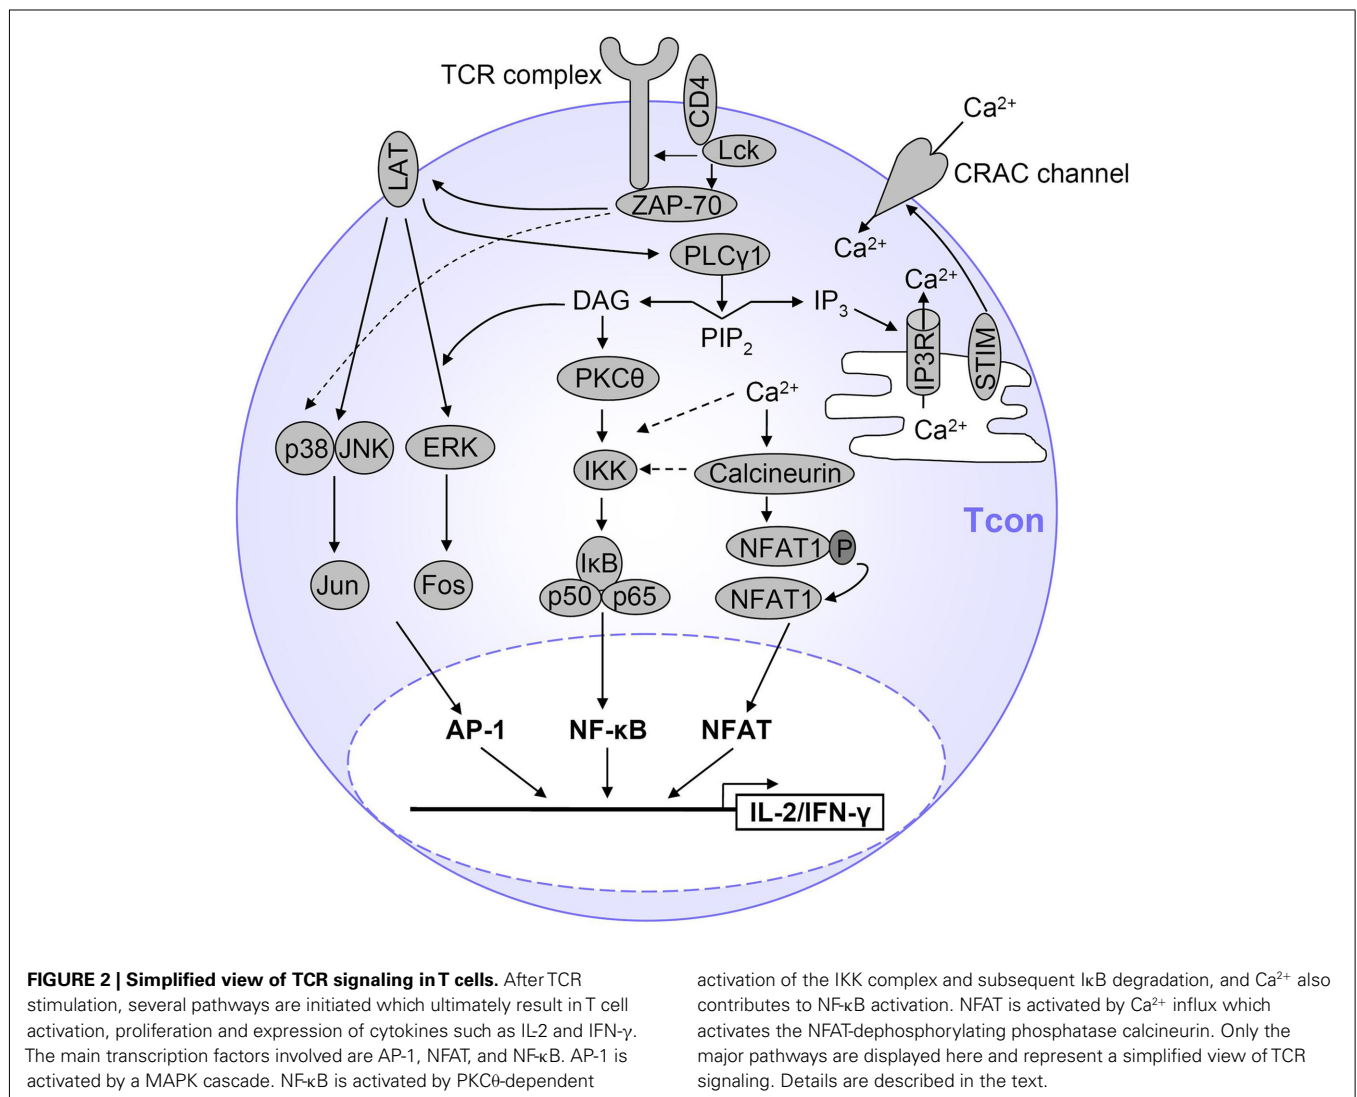 TCR complex
CD4
Ca²⁺
Lck
LAT
CRAC channel
ZAP-70
Ca²⁺
PLCγ1
Ca²⁺
DAG
IP₃
PIP₂
IP3R
STIM
PKCθ
Ca²⁺
Ca²⁺
p38
JNK
ERK
IKK
Calcineurin
Tcon
NFAT1
P
IκB
Jun
Fos
p50
p65
NFAT1
AP-1
NF-κB
NFAT
IL-2/IFN-γ
FIGURE 2 | Simplified view of TCR signaling in T cells. After TCR
stimulation, several pathways are initiated which ultimately result in T cell
activation, proliferation and expression of cytokines such as IL-2 and IFN-γ.
The main transcription factors involved are AP-1, NFAT, and NF-κB. AP-1 is
activated by a MAPK cascade. NF-κB is activated by PKCθ-dependent
activation of the IKK complex and subsequent IκB degradation, and Ca²⁺ also
contributes to NF-κB activation. NFAT is activated by Ca²⁺ influx which
activates the NFAT-dephosphorylating phosphatase calcineurin. Only the
major pathways are displayed here and represent a simplified view of TCR
signaling. Details are described in the text.